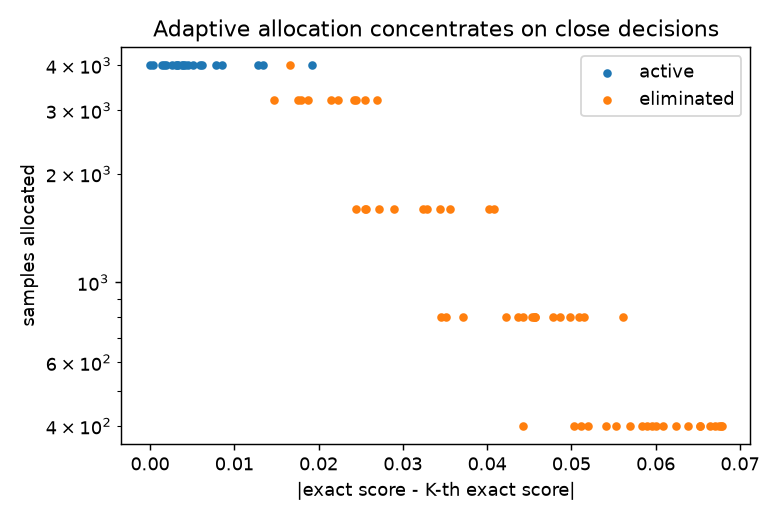 Adaptive allocation concentrates on close decisions
4 × 10³
3 × 10³
2 × 10³
10³
6 × 10²
4 × 10²
samples allocated
active
eliminated
0.00 0.01 0.02 0.03 0.04 0.05 0.06 0.07
|exact score - K-th exact score|